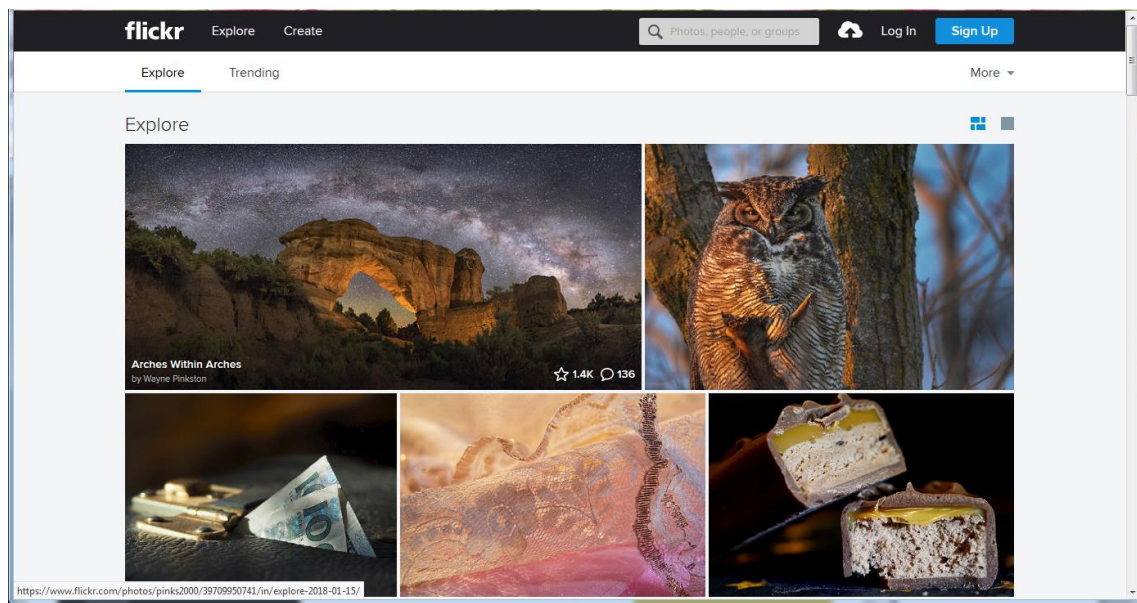 flickr Explore Create Photos, people, or groups Log In Sign Up
Explore Trending More
Explore
Arches Within Arches
by Wayne Pinkston
1.4K 136
100
https://www.flickr.com/photos/pinks2000/39709950741/in/explore-2018-01-15/